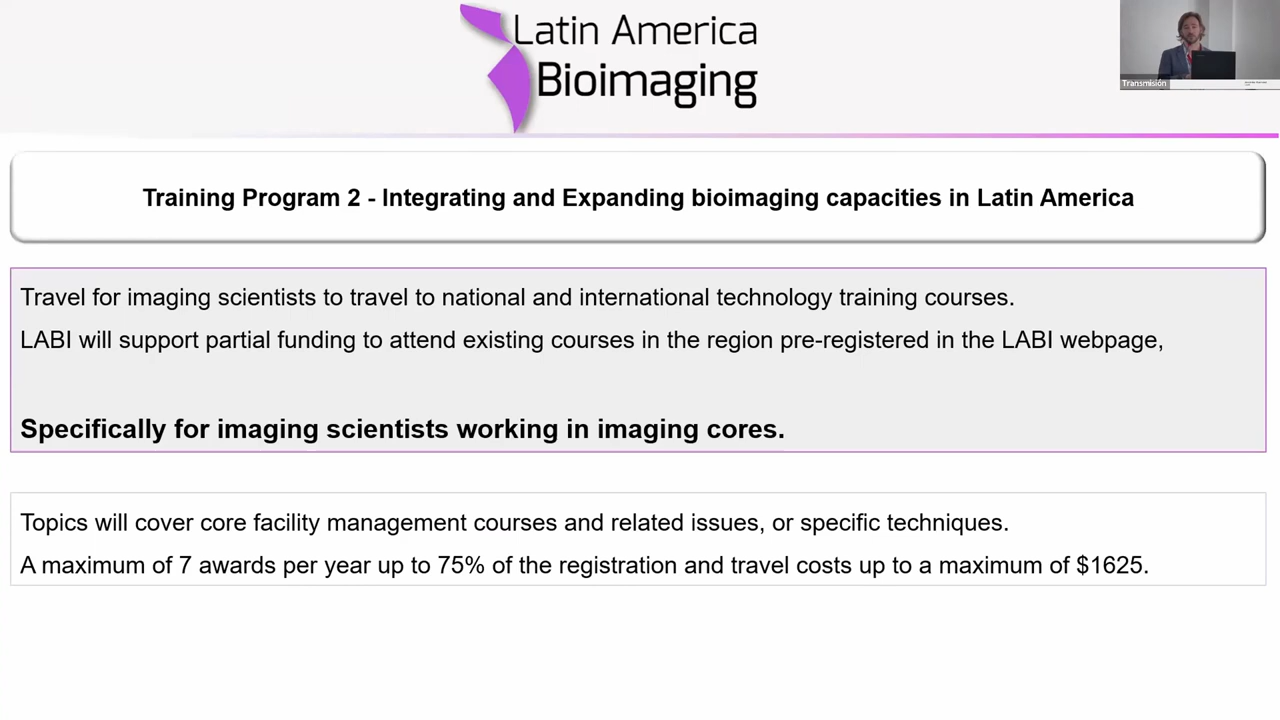 Latin America
Bioimaging
Transmisión
Training Program 2 - Integrating and Expanding bioimaging capacities in Latin America
Travel for imaging scientists to travel to national and international technology training courses.
LABI will support partial funding to attend existing courses in the region pre-registered in the LABI webpage,
Specifically for imaging scientists working in imaging cores.
Topics will cover core facility management courses and related issues, or specific techniques.
A maximum of 7 awards per year up to 75% of the registration and travel costs up to a maximum of $1625.